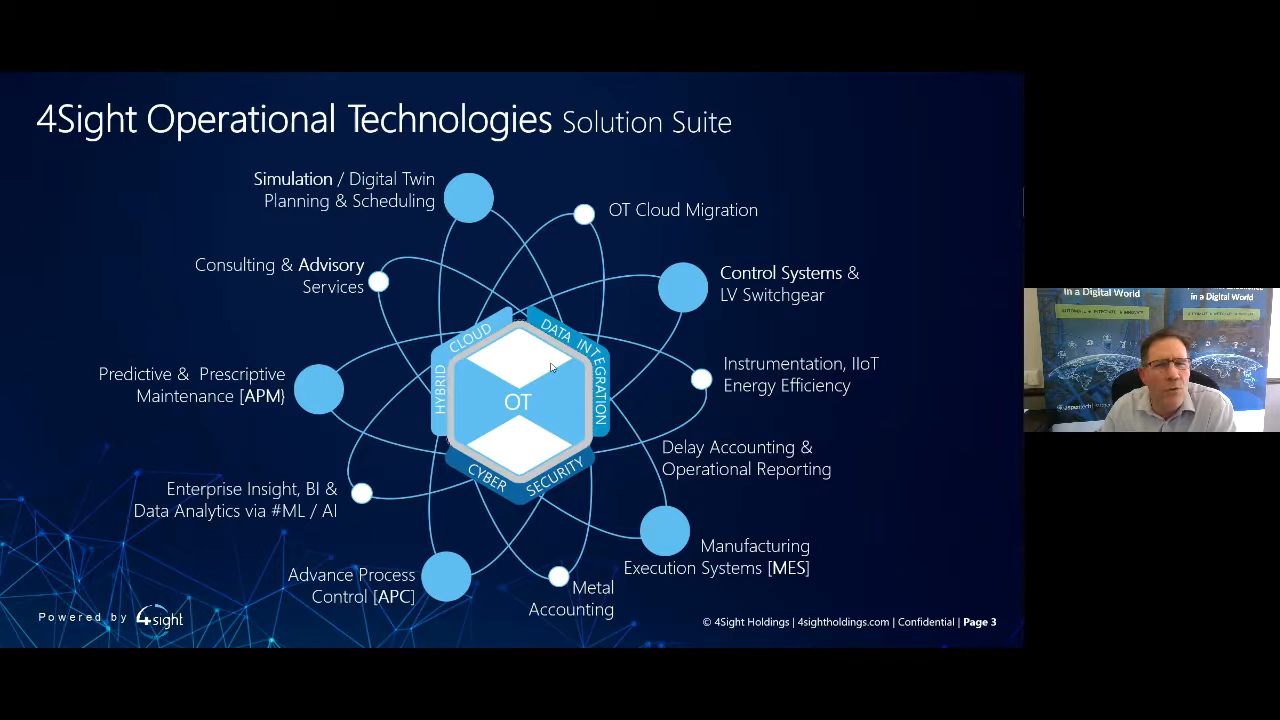 4Sight Operational Technologies Solution Suite
Simulation / Digital Twin
Planning & Scheduling
OT Cloud Migration
Consulting & Advisory
Services
Control Systems &
LV Switchgear
HYBRID CLOUD
DATA INTEGRATION
OT
CYBER SECURITY
Predictive & Prescriptive
Maintenance [APM}
Instrumentation, IIoT
Energy Efficiency
Delay Accounting &
Operational Reporting
Enterprise Insight, BI &
Data Analytics via #ML / AI
Manufacturing
Execution Systems [MES]
Advance Process
Control [APC]
Metal
Accounting
Powered by 4sight
© 4Sight Holdings | 4sightholdings.com | Confidential | Page 3
in a Digital World
in a Digital World